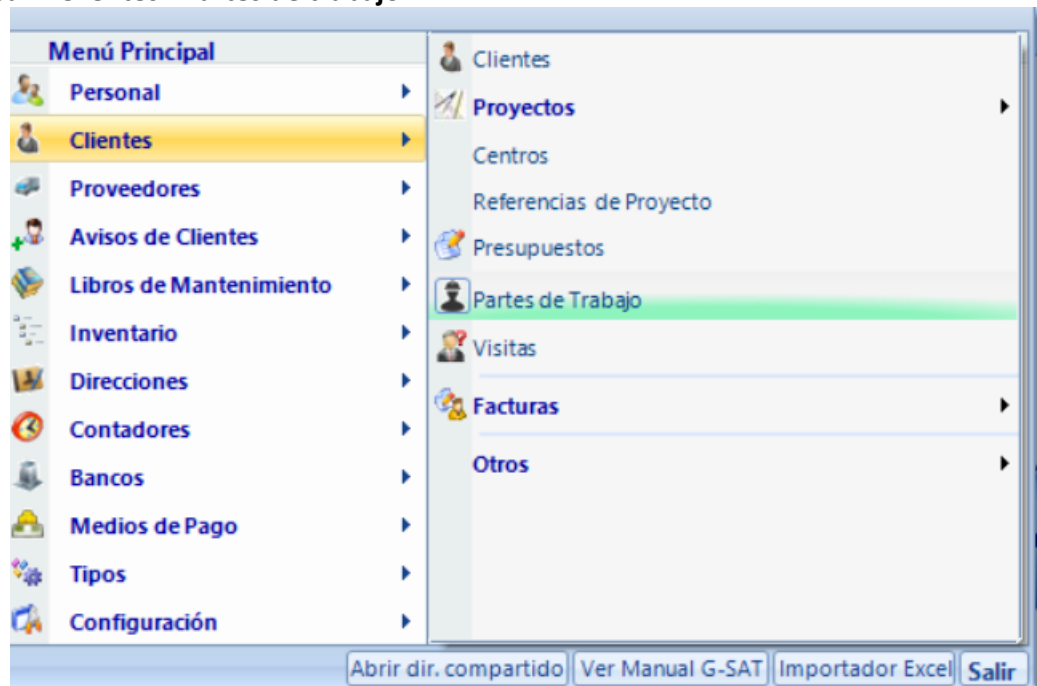 Menú Principal
Personal
Clientes
Proveedores
Avisos de Clientes
Libros de Mantenimiento
Inventario
Direcciones
Contadores
Bancos
Medios de Pago
Tipos
Configuración
Clientes
Proyectos
Centros
Referencias de Proyecto
Presupuestos
Partes de Trabajo
Visitas
Facturas
Otros
Abrir dir. compartido Ver Manual G-SAT Importador Excel Salir